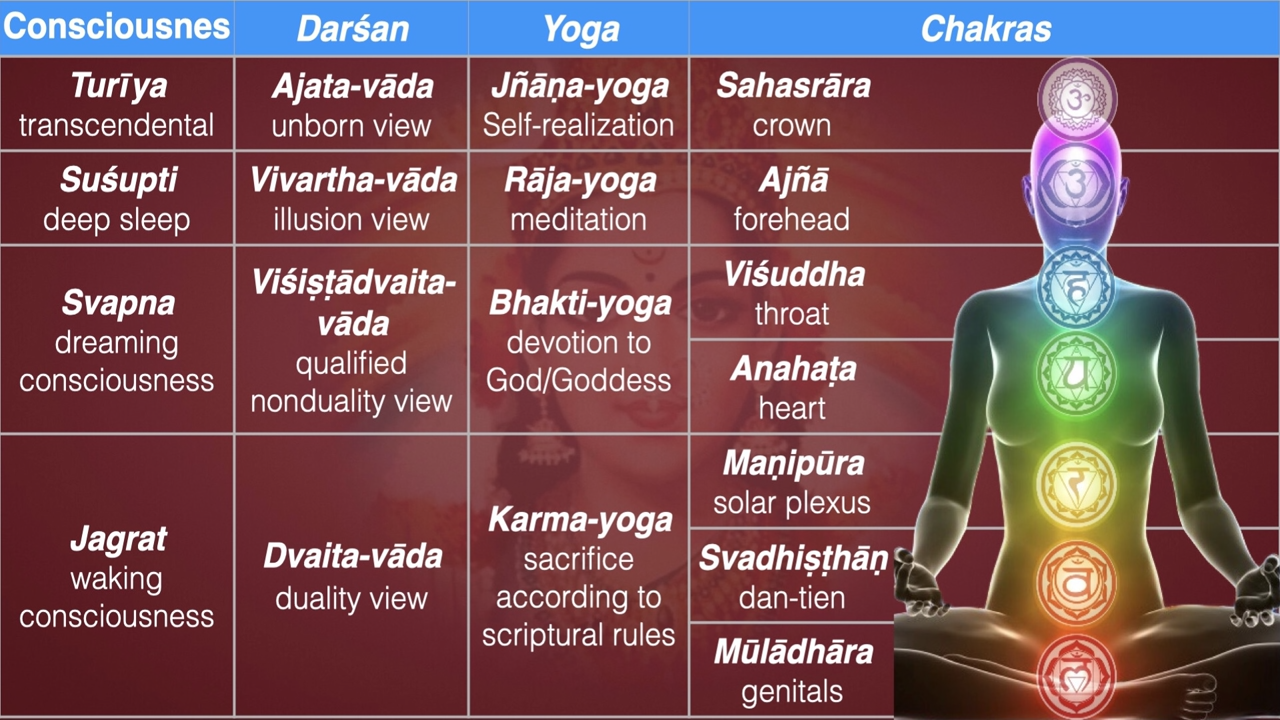 Consciousnes Darśan Yoga Chakras
Turīya Ajata-vāda Jñāṇa-yoga Sahasrāra
transcendental unborn view Self-realization crown
ॐ
Suśupti Vivartha-vāda Rāja-yoga Ajñā
deep sleep illusion view meditation forehead
Svapna
dreaming
consciousness
Viśiṣṭādvaita-
vāda
qualified
nonduality view
Bhakti-yoga
devotion to
God/Goddess
Viśuddha
throat
हं
Anahaṭa
heart
Jagrat
waking
consciousness
Dvaita-vāda
duality view
Karma-yoga
sacrifice
according to
scriptural rules
Maṇipūra
solar plexus
रं
Svadhiṣṭhāṇ
dan-tien
वं
Mūlādhāra
genitals
लं